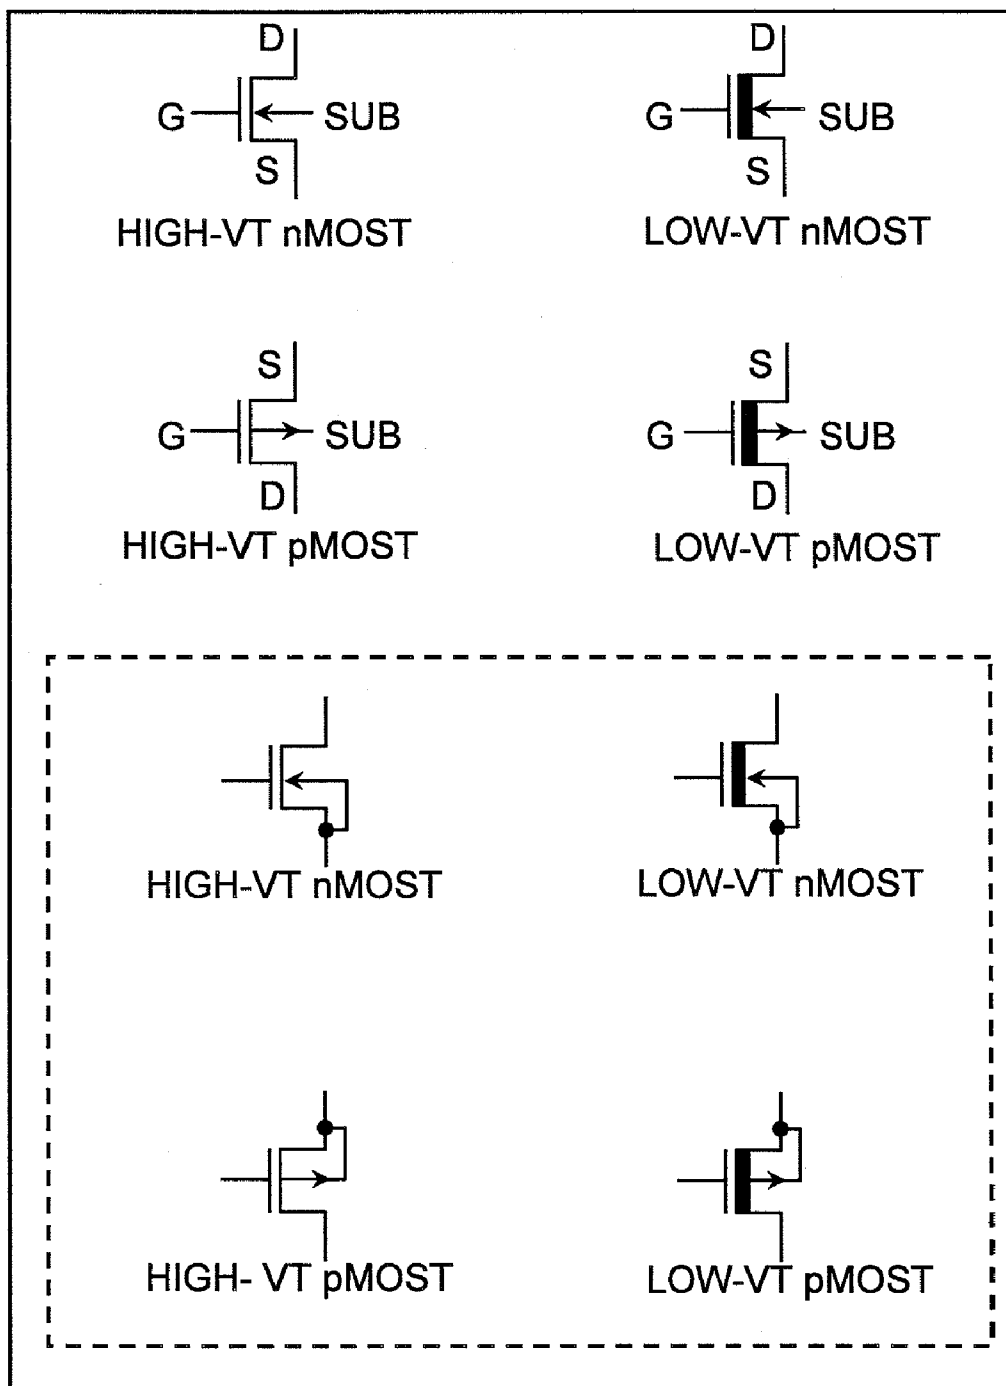 D D
G SUB G SUB
S S
HIGH-VT nMOST LOW-VT nMOST
S S
G SUB G SUB
D D
HIGH-VT pMOST LOW-VT pMOST
HIGH-VT nMOST LOW-VT nMOST
HIGH- VT pMOST LOW-VT pMOST